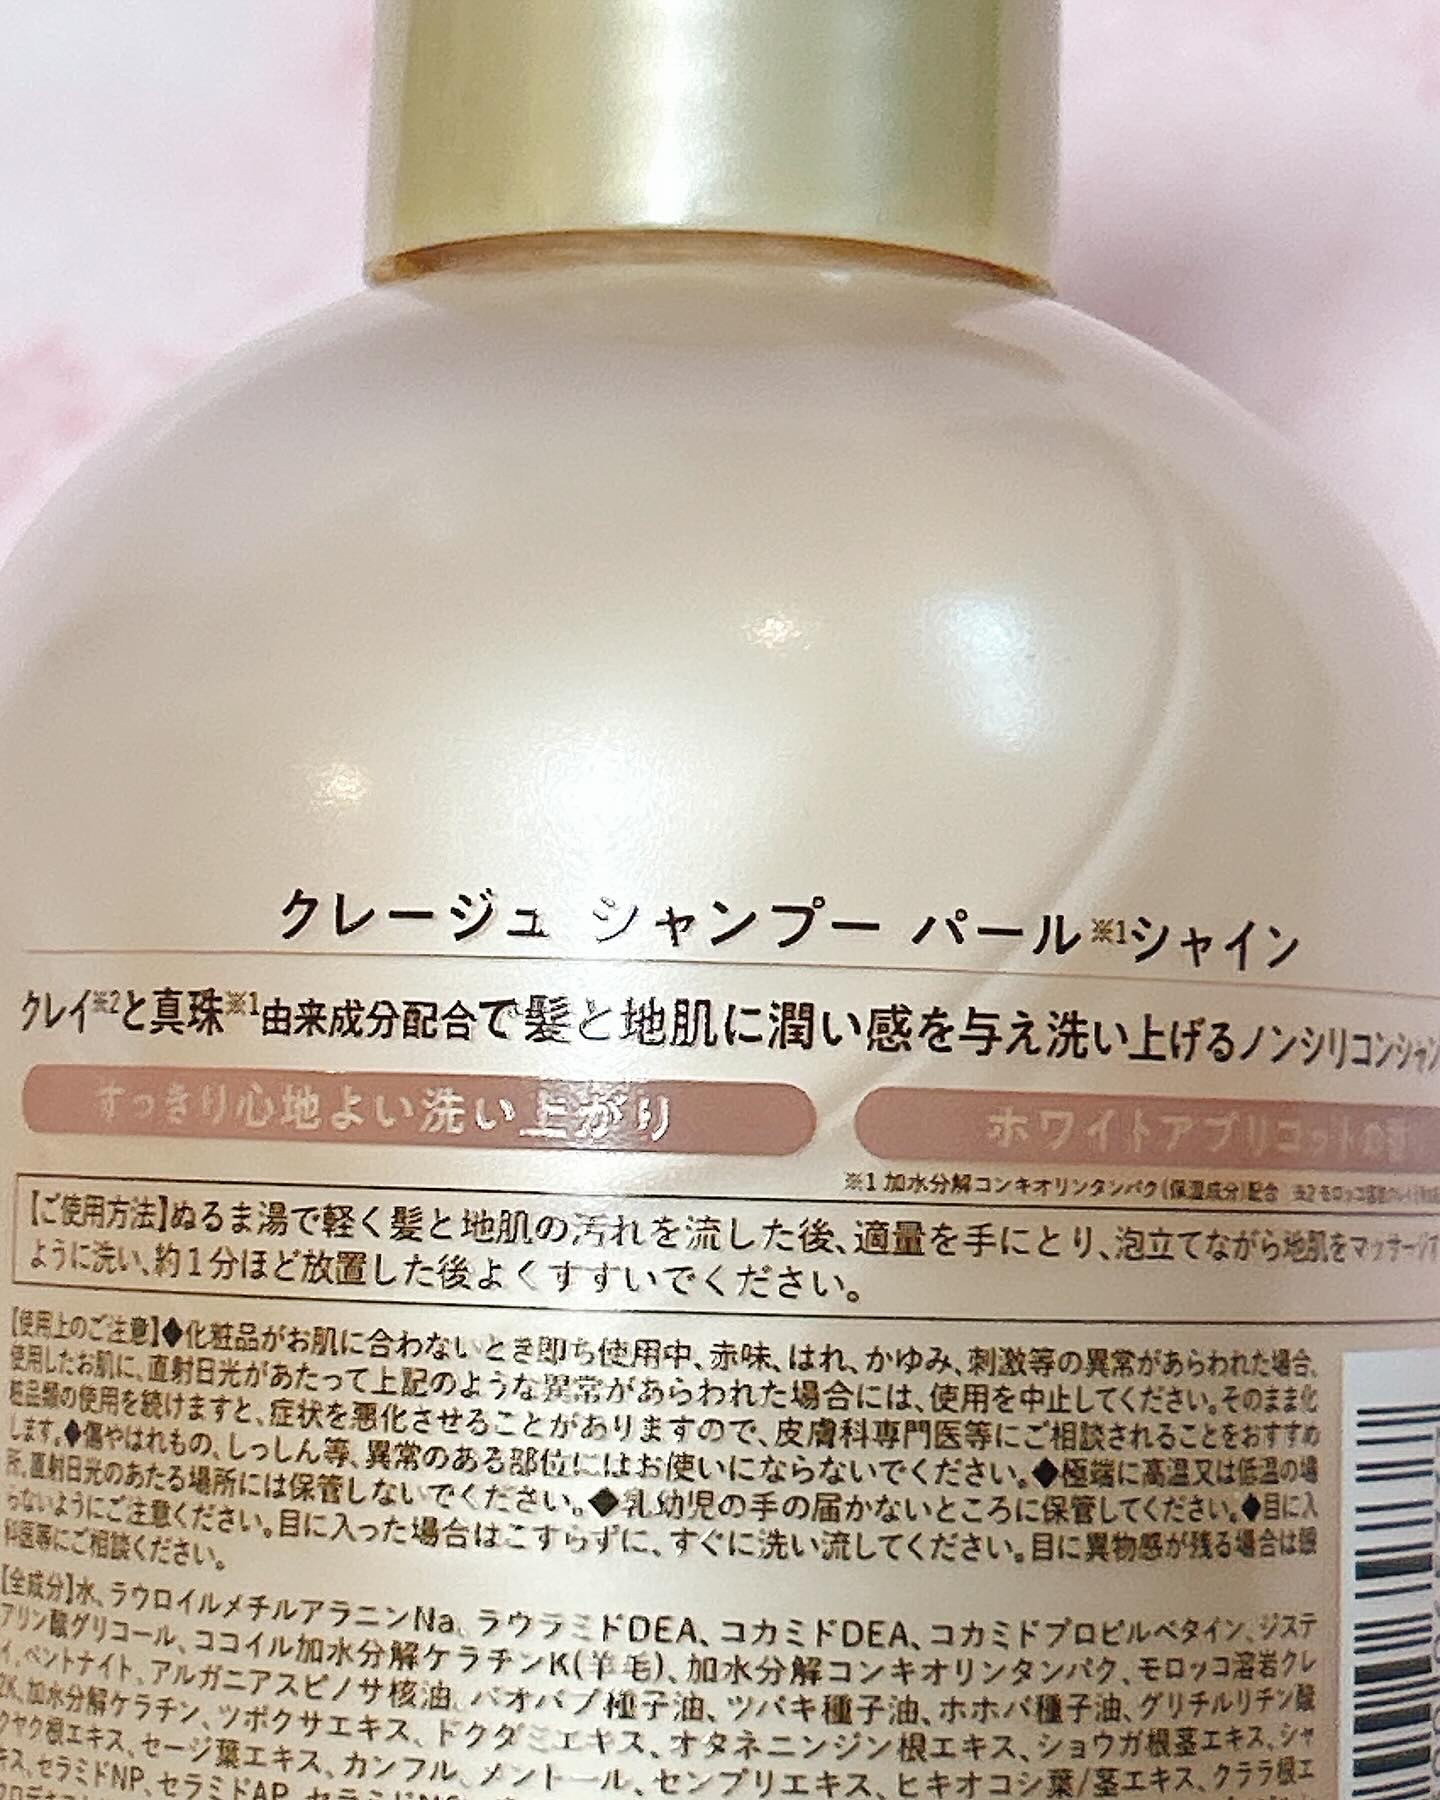 クレージュ シャンプー パール※1シャイン
クレイ※2と真珠※1由来成分配合で髪と地肌に潤い感を与え洗い上げるノンシリコンシャン
すっきり心地よい洗い上がり
ホワイトアプリコットの香
※1 加水分解コンキオリンタンパク(保湿成分)配合
【ご使用方法】ぬるま湯で軽く髪と地肌の汚れを流した後、適量を手にとり、泡立てながら地肌をマッサージす
ように洗い、約1分ほど放置した後よくすすいでください。
【使用上のご注意】◆化粧品がお肌に合わないとき即ち使用中、赤味、はれ、かゆみ、刺激等の異常があらわれた場合、
使用したお肌に、直射日光があたって上記のような異常があらわれた場合には、使用を中止してください。そのまま化
粧品類の使用を続けますと、症状を悪化させることがありますので、皮膚科専門医等にご相談されることをおすすめ
します。◆傷やはれもの、しっしん等、異常のある部位にはお使いにならないでください。◆極端に高温又は低温の場
所、直射日光のあたる場所には保管しないでください。◆乳幼児の手の届かないところに保管してください。◆目に入
らないようにご注意ください。目に入った場合はこすらずに、すぐに洗い流してください。目に異物感が残る場合は眼
科医等にご相談ください。
【全成分】水、ラウロイルメチルアラニンNa、ラウラミドDEA、コカミドDEA、コカミドプロピルベタイン、ジステ
アリン酸グリコール、ココイル加水分解ケラチンK(羊毛)、加水分解コンキオリンタンパク、モロッコ溶岩クレ
イ、ベントナイト、アルガニアスピノサ核油、バオバブ種子油、ツバキ種子油、ホホバ種子油、グリチルリチン酸
2K、加水分解ケラチン、ツボクサエキス、ドクダミエキス、オタネニンジン根エキス、ショウガ根茎エキス、シャ
クヤク根エキス、セージ葉エキス、カンフル、メントール、センブリエキス、ヒキオコシ葉/茎エキス、クララ根エ
キス、セラミドNP、セラミドAP、